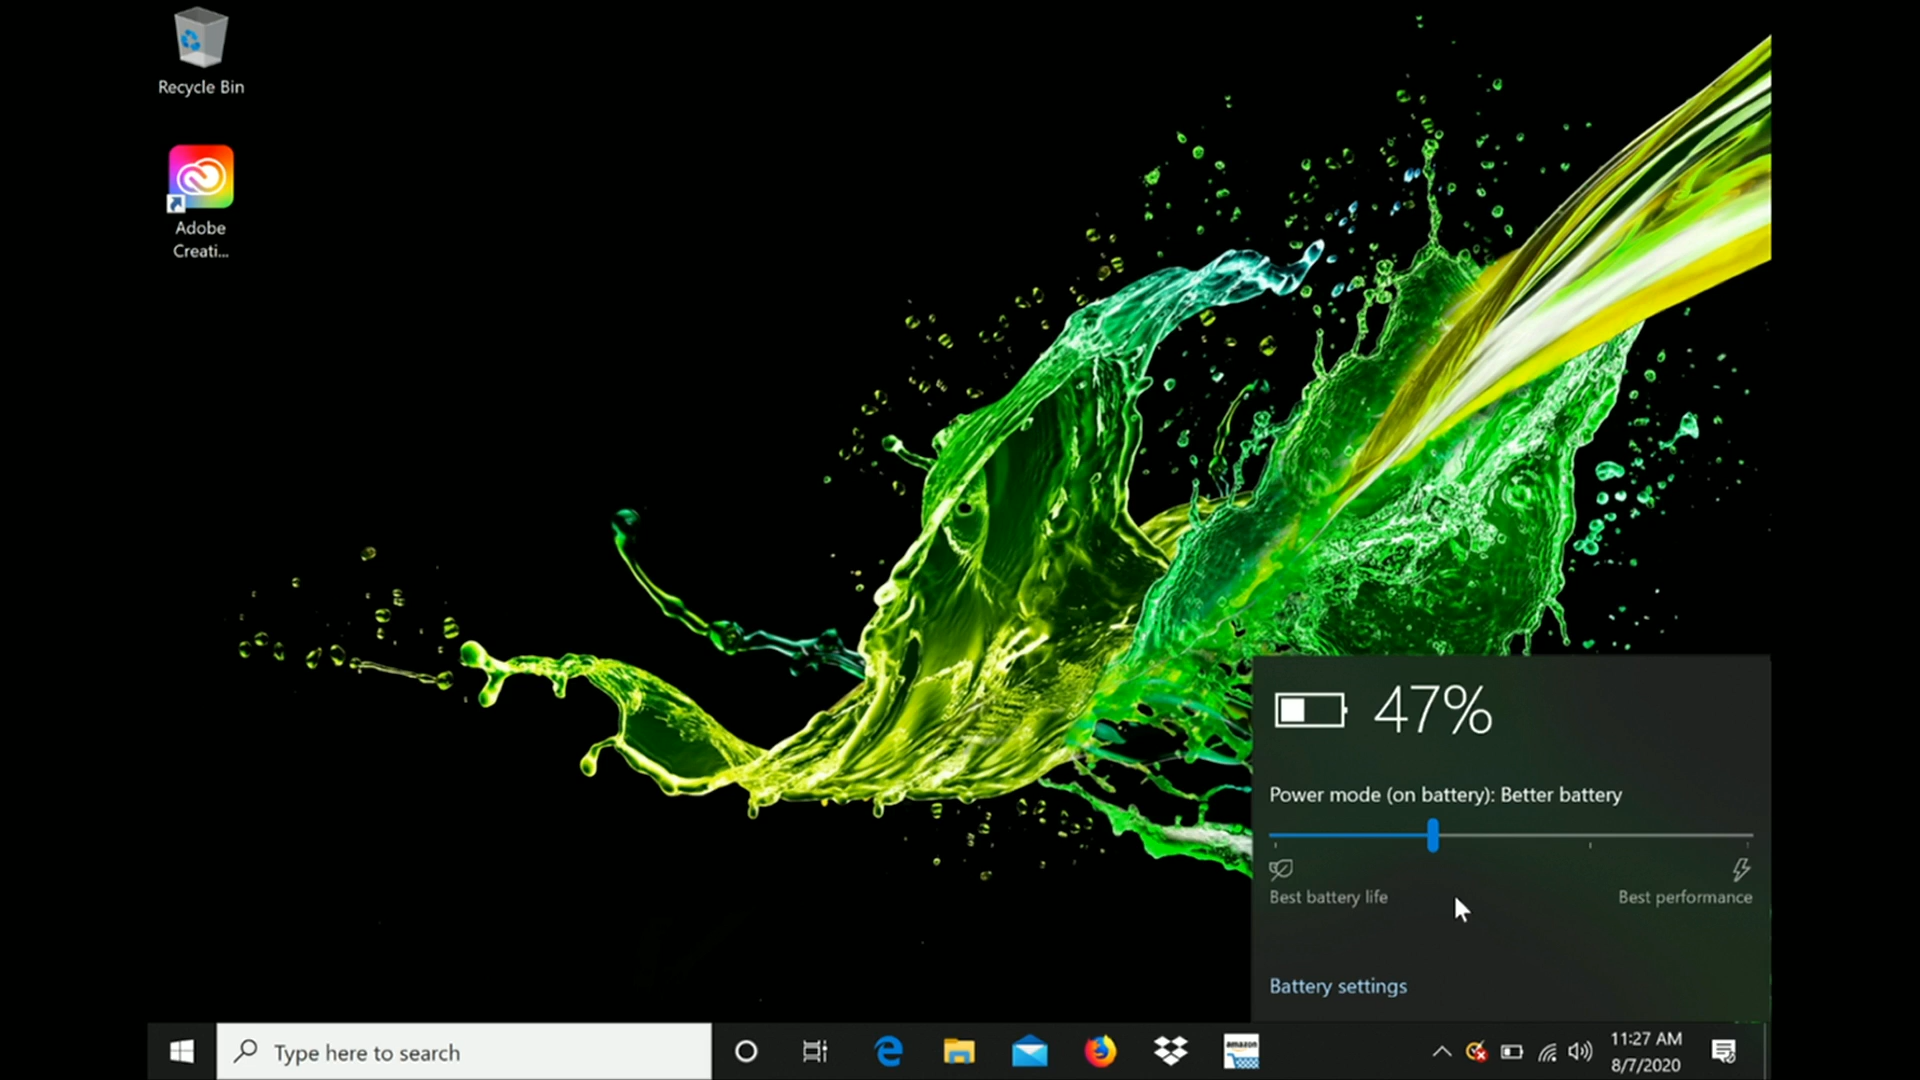 Recycle Bin
Adobe
Creati...
47%
Power mode (on battery): Better battery
Best battery life
Best performance
Battery settings
Type here to search
amazon
11:27 AM
8/7/2020